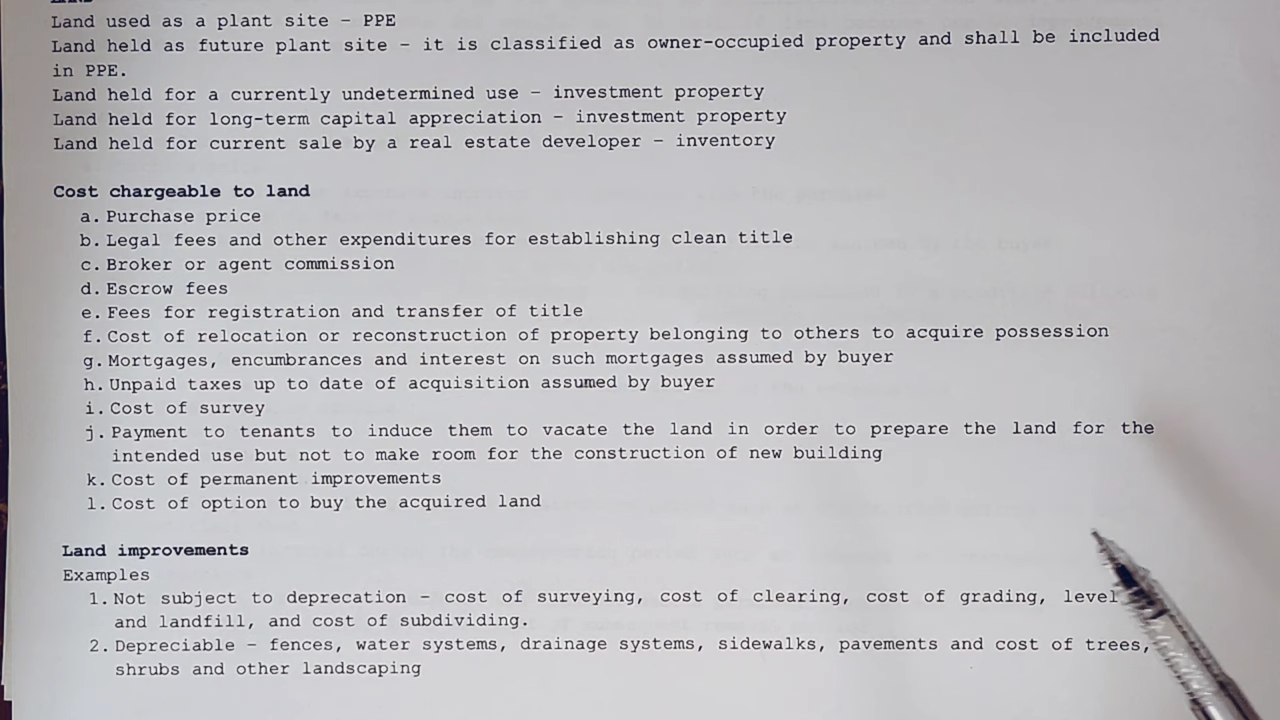 Land used as a plant site – PPE
Land held as future plant site – it is classified as owner-occupied property and shall be included
in PPE.
Land held for a currently undetermined use – investment property
Land held for long-term capital appreciation – investment property
Land held for current sale by a real estate developer – inventory
Cost chargeable to land
a. Purchase price
b. Legal fees and other expenditures for establishing clean title
c. Broker or agent commission
d. Escrow fees
e. Fees for registration and transfer of title
f. Cost of relocation or reconstruction of property belonging to others to acquire possession
g. Mortgages, encumbrances and interest on such mortgages assumed by buyer
h. Unpaid taxes up to date of acquisition assumed by buyer
i. Cost of survey
j. Payment to tenants to induce them to vacate the land in order to prepare the land for the
intended use but not to make room for the construction of new building
k. Cost of permanent improvements
l. Cost of option to buy the acquired land
Land improvements
Examples
1. Not subject to deprecation – cost of surveying, cost of clearing, cost of grading, level
and landfill, and cost of subdividing.
2. Depreciable – fences, water systems, drainage systems, sidewalks, pavements and cost of trees,
shrubs and other landscaping